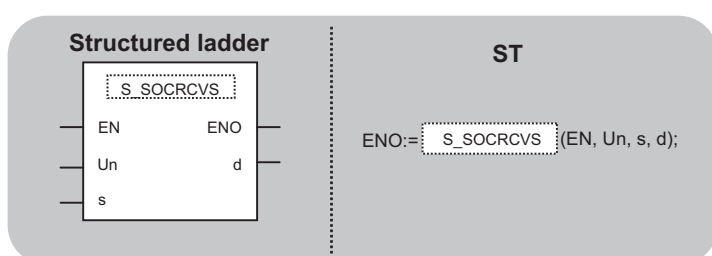 Structured ladder
S_SOCRCVS
EN ENO
Un d
s
ST
ENO:= S_SOCRCVS (EN, Un, s, d);